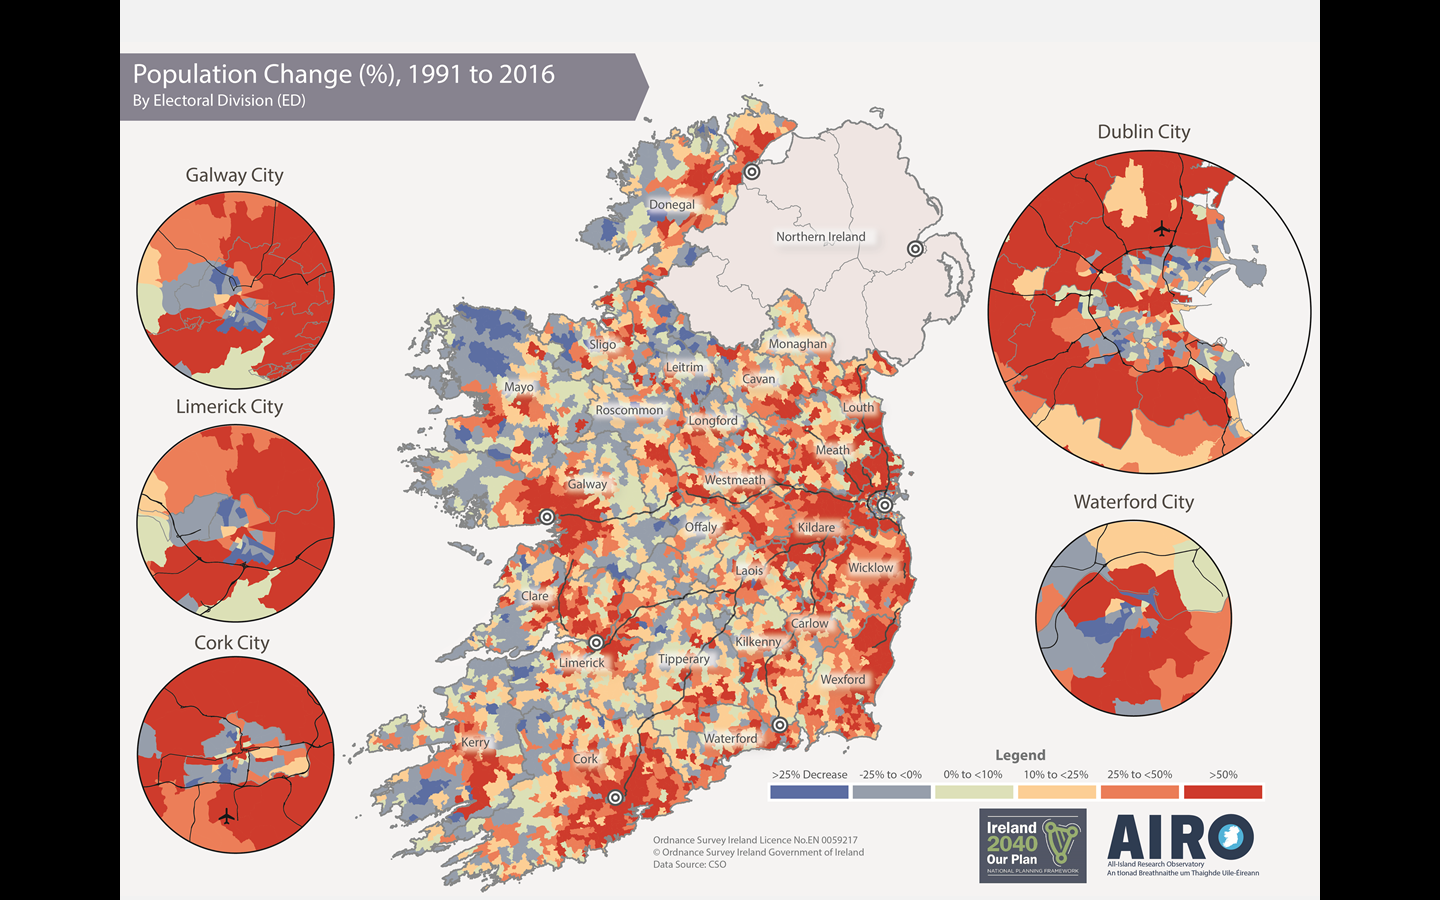 Population Change (%), 1991 to 2016
By Electoral Division (ED)
Galway City
Limerick City
Cork City
Dublin City
Waterford City
Donegal
Northern Ireland
Sligo
Monaghan
Leitrim
Cavan
Mayo
Roscommon
Longford
Louth
Meath
Galway
Westmeath
Offaly
Kildare
Laois
Wicklow
Clare
Carlow
Kilkenny
Limerick
Tipperary
Wexford
Kerry
Waterford
Cork
Legend
>25% Decrease
-25% to <0%
0% to <10%
10% to <25%
25% to <50%
>50%
Ordnance Survey Ireland Licence No.EN 0059217
© Ordnance Survey Ireland Government of Ireland
Data Source: CSO
Ireland
2040
Our Plan
NATIONAL PLANNING FRAMEWORK
AIRO
All-Island Research Observatory
An tIonad Breathnaithe um Thaighde Uile-Éireann